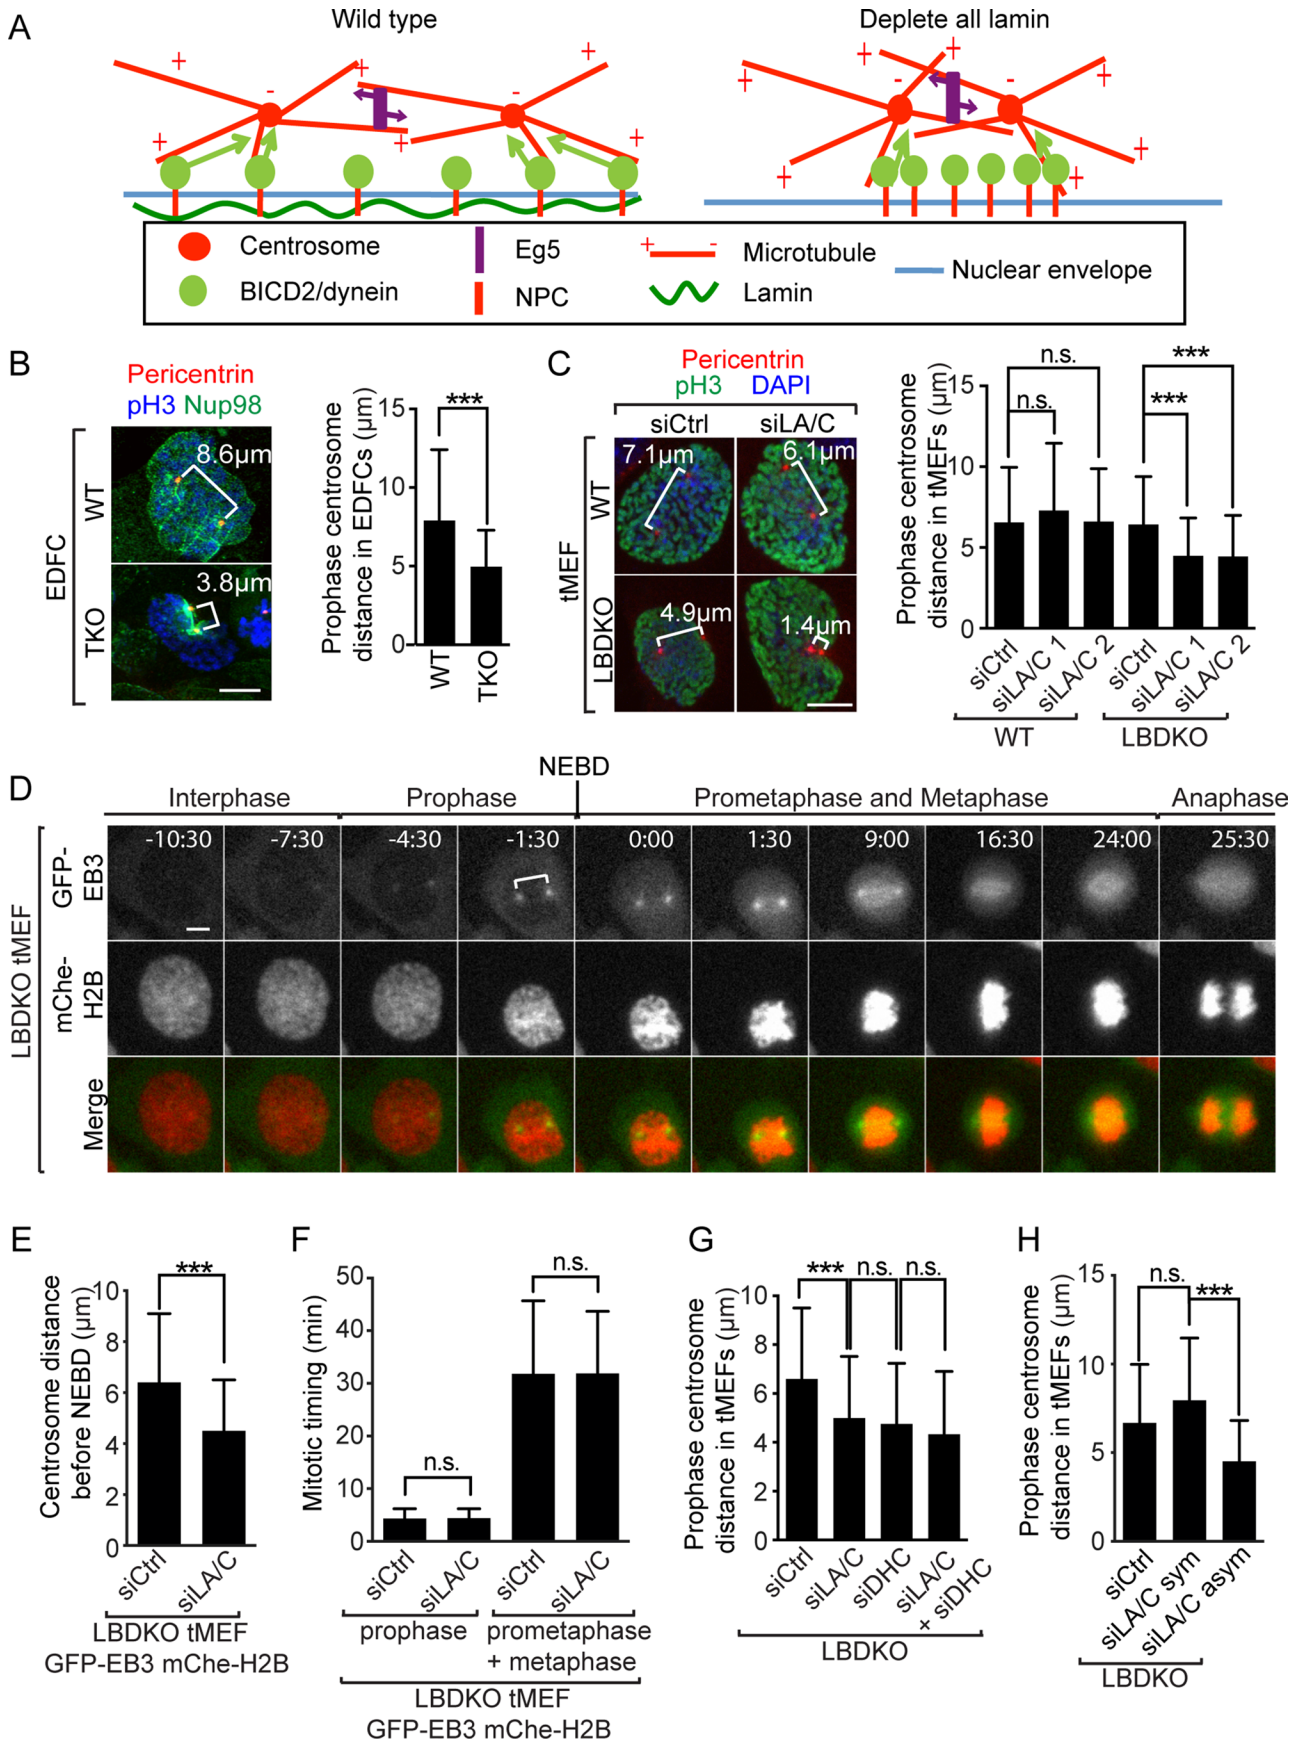 A
Wild type
Deplete all lamin
+ + + + + + - -
+ + + + + + + - -
Centrosome
Eg5
+ -
Microtubule
Nuclear envelope
BICD2/dynein
NPC
Lamin
B
Pericentrin
pH3 Nup98
EDFC
WT
TKO
8.6µm
3.8µm
Prophase centrosome
distance in EDFCs (µm)
15
10
5
0
***
WT
TKO
C
Pericentrin
pH3 DAPI
siCtrl
siLA/C
tMEF
WT
LBDKO
7.1µm
6.1µm
4.9µm
1.4µm
Prophase centrosome
distance in tMEFs (µm)
15
10
5
0
n.s.
n.s.
***
***
siCtrl
siLA/C 1
siLA/C 2
siCtrl
siLA/C 1
siLA/C 2
WT
LBDKO
D
NEBD
Interphase
Prophase
Prometaphase and Metaphase
Anaphase
LBDKO tMEF
GFP-
EB3
mChe-
H2B
Merge
-10:30
-7:30
-4:30
-1:30
0:00
1:30
9:00
16:30
24:00
25:30
E
Centrosome distance
before NEBD (µm)
10
8
6
4
2
0
***
siCtrl
siLA/C
LBDKO tMEF
GFP-EB3 mChe-H2B
F
Mitotic timing (min)
50
40
30
20
10
0
n.s.
n.s.
siCtrl
siLA/C
siCtrl
siLA/C
prophase
prometaphase
+ metaphase
LBDKO tMEF
GFP-EB3 mChe-H2B
G
Prophase centrosome
distance in tMEFs (µm)
10
8
6
4
2
0
***
n.s.
n.s.
siCtrl
siLA/C
siDHC
siLA/C
+ siDHC
LBDKO
H
Prophase centrosome
distance in tMEFs (µm)
15
10
5
0
n.s.
***
siCtrl
siLA/C sym
siLA/C asym
LBDKO